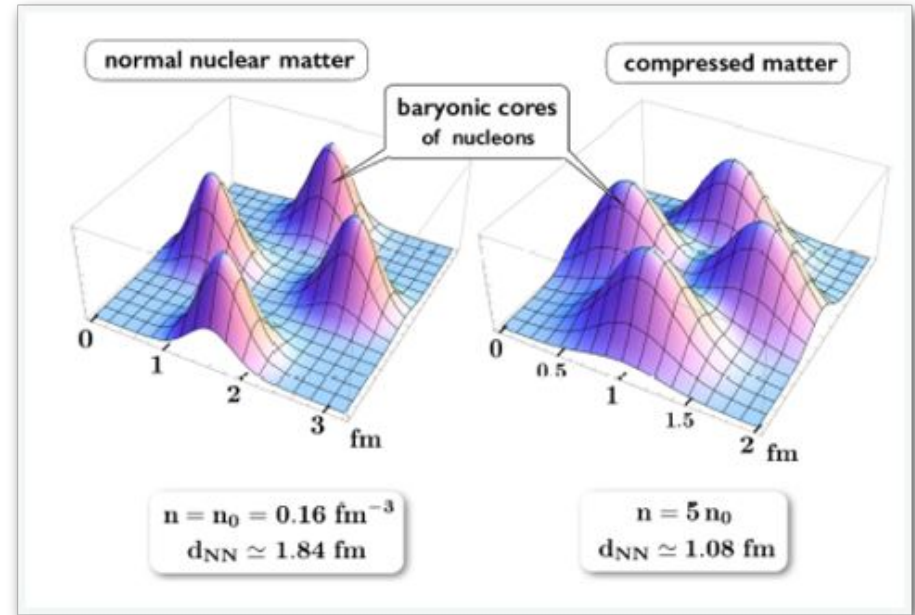 normal nuclear matter
compressed matter
baryonic cores
of nucleons
0
1
2
3
fm
0
0.5
1
1.5
2
fm
n = n₀ = 0.16 fm⁻³
d_NN ≃ 1.84 fm
n = 5 n₀
d_NN ≃ 1.08 fm